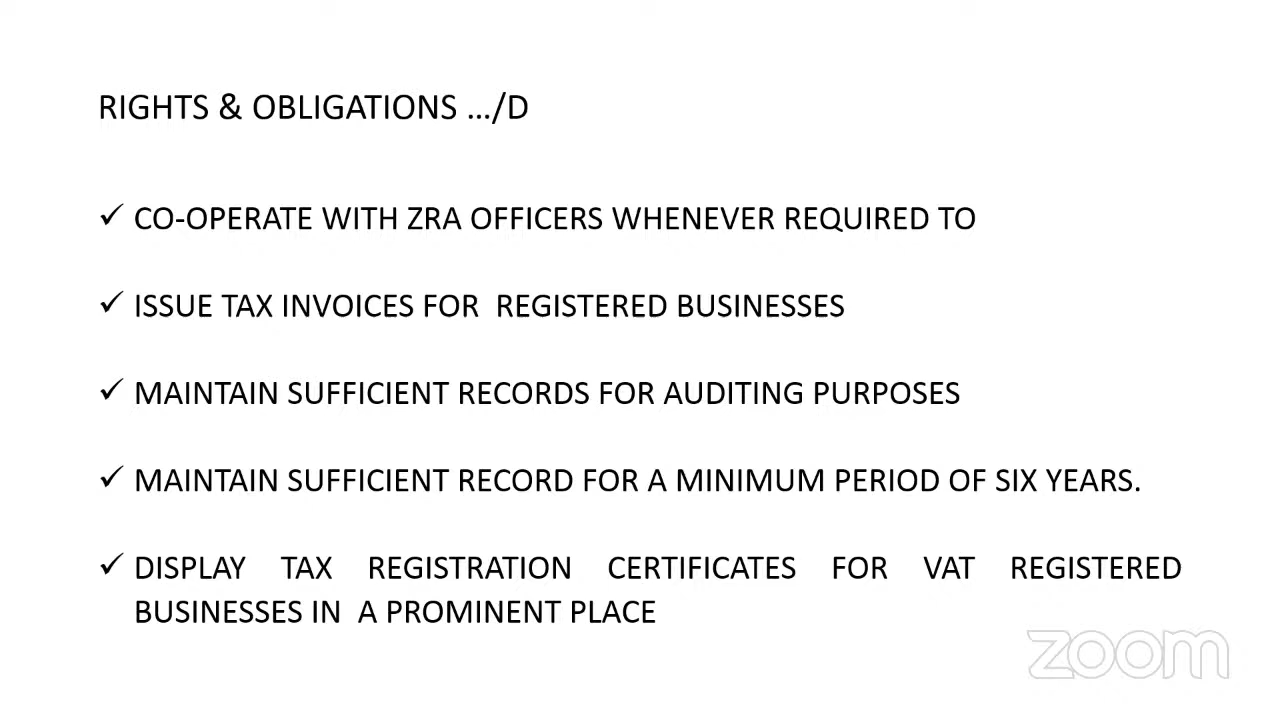 RIGHTS & OBLIGATIONS .../D
CO-OPERATE WITH ZRA OFFICERS WHENEVER REQUIRED TO
ISSUE TAX INVOICES FOR REGISTERED BUSINESSES
MAINTAIN SUFFICIENT RECORDS FOR AUDITING PURPOSES
MAINTAIN SUFFICIENT RECORD FOR A MINIMUM PERIOD OF SIX YEARS.
DISPLAY TAX REGISTRATION CERTIFICATES FOR VAT REGISTERED
BUSINESSES IN A PROMINENT PLACE
zoom